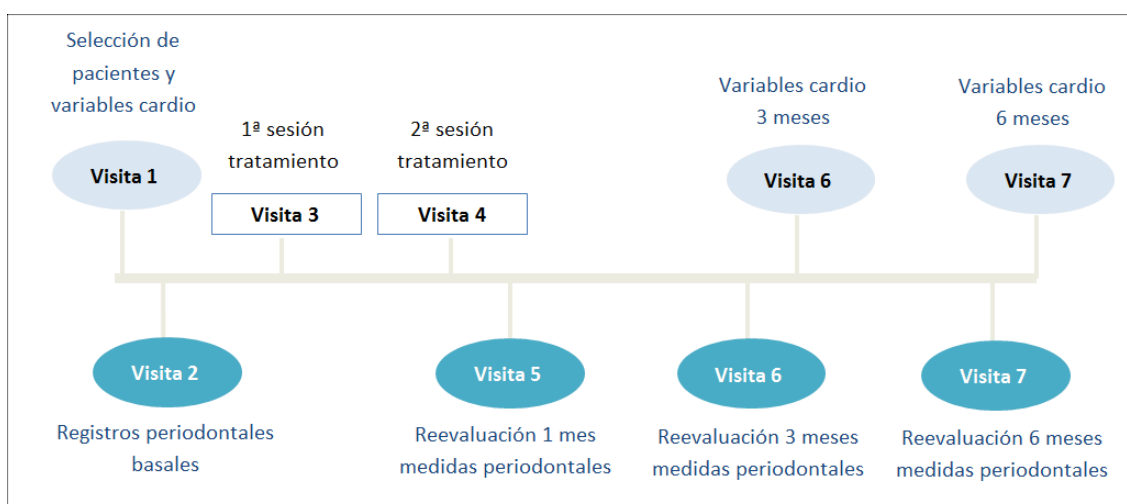 Selección de
pacientes y
variables cardio
Visita 1
1ª sesión
tratamiento
Visita 3
2ª sesión
tratamiento
Visita 4
Variables cardio
3 meses
Visita 6
Variables cardio
6 meses
Visita 7
Visita 2
Registros periodontales
basales
Visita 5
Reevaluación 1 mes
medidas periodontales
Visita 6
Reevaluación 3 meses
medidas periodontales
Visita 7
Reevaluación 6 meses
medidas periodontales